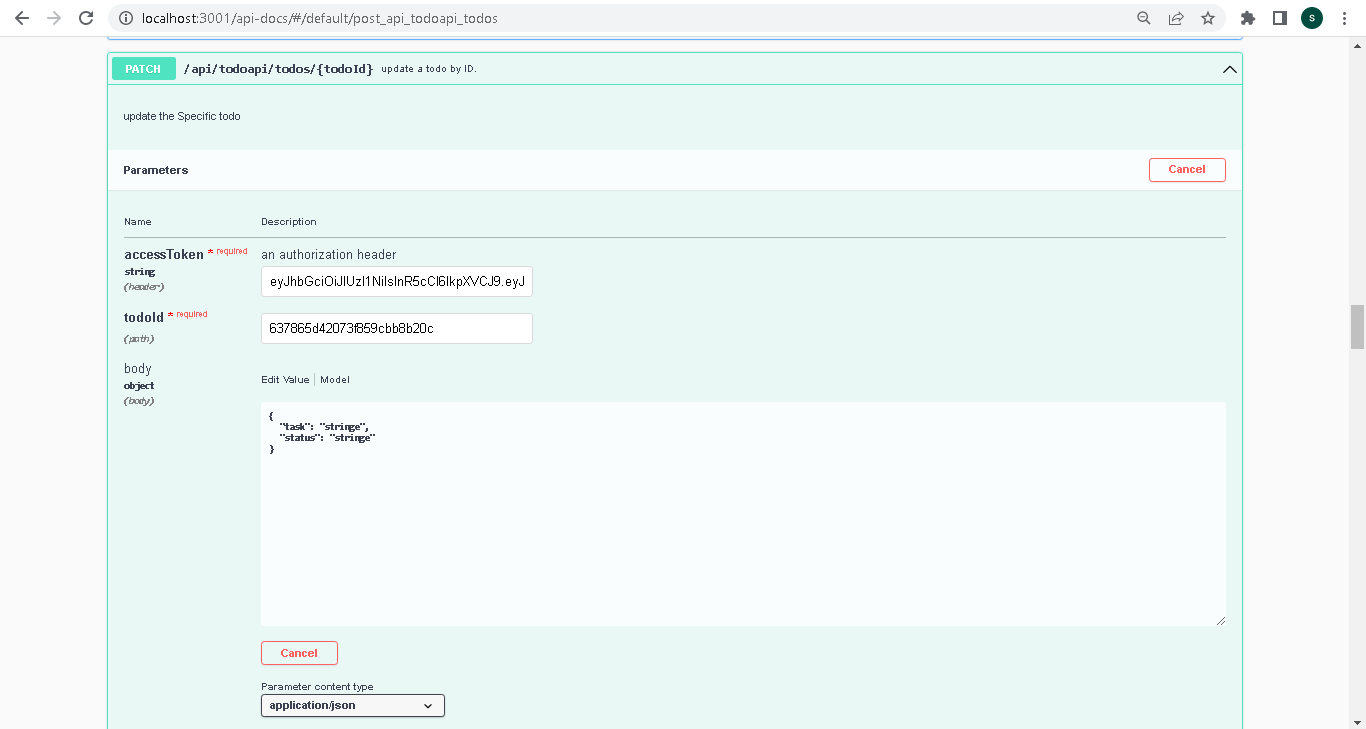 localhost:3001/api-docs/#/default/post_api_todoapi_todos
S
PATCH /api/todoapi/todos/{todoId} update a todo by ID.
update the Specific todo
Parameters
Cancel
Name Description
accessToken * required an authorization header
string
(header)
eyJhbGciOiJIUzI1NiIsInR5cCI6IkpXVCJ9.eyJ
todoId * required
(path)
637865d42073f859cbb8b20c
body
object
(body)
Edit Value | Model
{
"task": "stringe",
"status": "stringe"
}
Cancel
Parameter content type
application/json